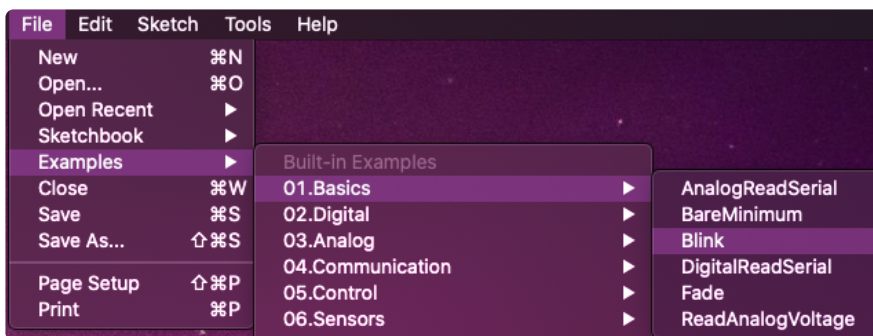 File Edit Sketch Tools Help
New ⌘N
Open... ⌘O
Open Recent ▶
Sketchbook ▶
Examples ▶
Close ⌘W
Save ⌘S
Save As... ⇧⌘S
Page Setup ⇧⌘P
Print ⌘P
Built-in Examples
01.Basics ▶
02.Digital ▶
03.Analog ▶
04.Communication ▶
05.Control ▶
06.Sensors ▶
AnalogReadSerial
BareMinimum
Blink
DigitalReadSerial
Fade
ReadAnalogVoltage